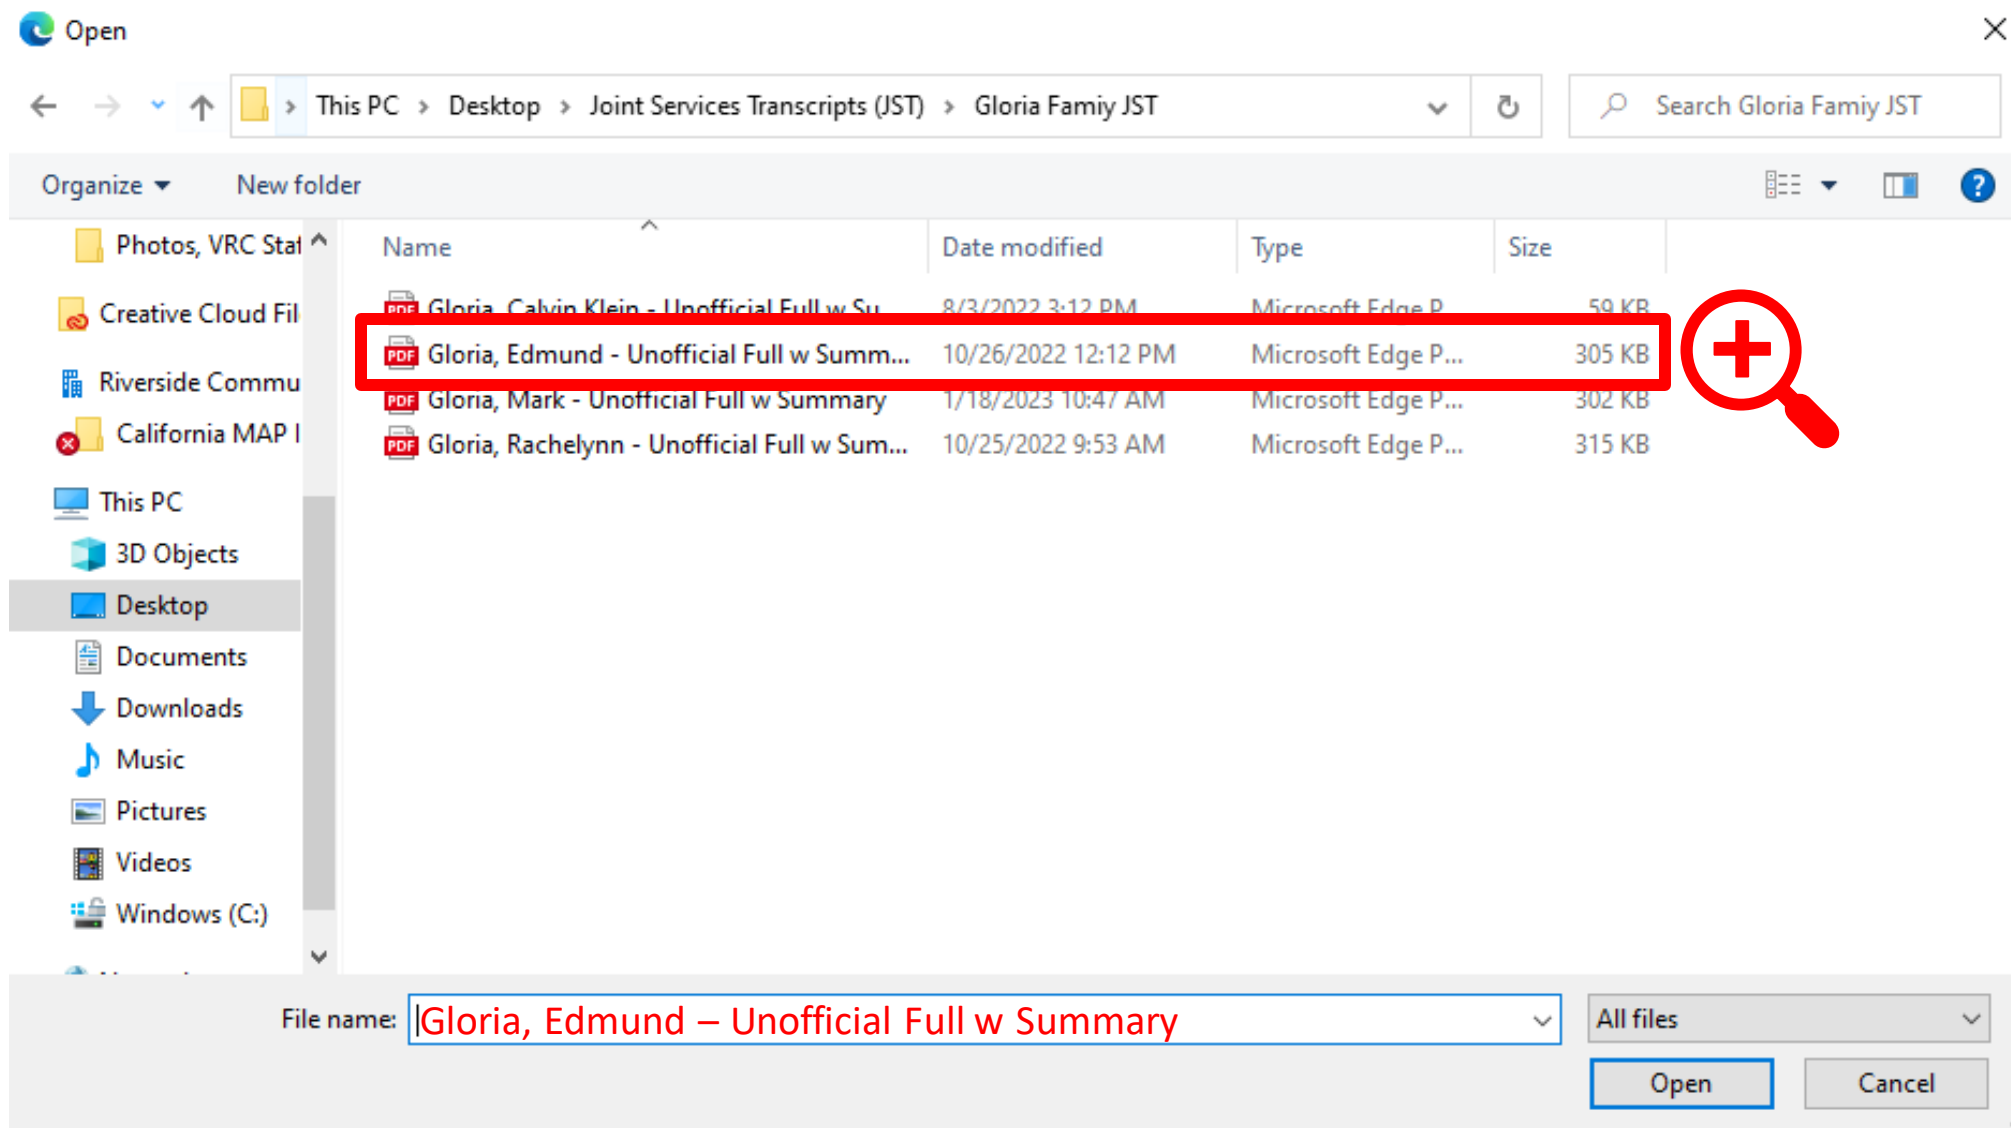 Open
This PC > Desktop > Joint Services Transcripts (JST) > Gloria Famiy JST
Search Gloria Famiy JST
Organize New folder
Name Date modified Type Size
Gloria, Calvin Klein - Unofficial Full w Su... 8/3/2022 3:12 PM Microsoft Edge P... 59 KB
Gloria, Edmund - Unofficial Full w Summ... 10/26/2022 12:12 PM Microsoft Edge P... 305 KB
Gloria, Mark - Unofficial Full w Summary 1/18/2023 10:47 AM Microsoft Edge P... 302 KB
Gloria, Rachelynn - Unofficial Full w Sum... 10/25/2022 9:53 AM Microsoft Edge P... 315 KB
Photos, VRC Staf
Creative Cloud Fil
Riverside Commu
California MAP I
This PC
3D Objects
Desktop
Documents
Downloads
Music
Pictures
Videos
Windows (C:)
File name: Gloria, Edmund – Unofficial Full w Summary
All files
Open Cancel